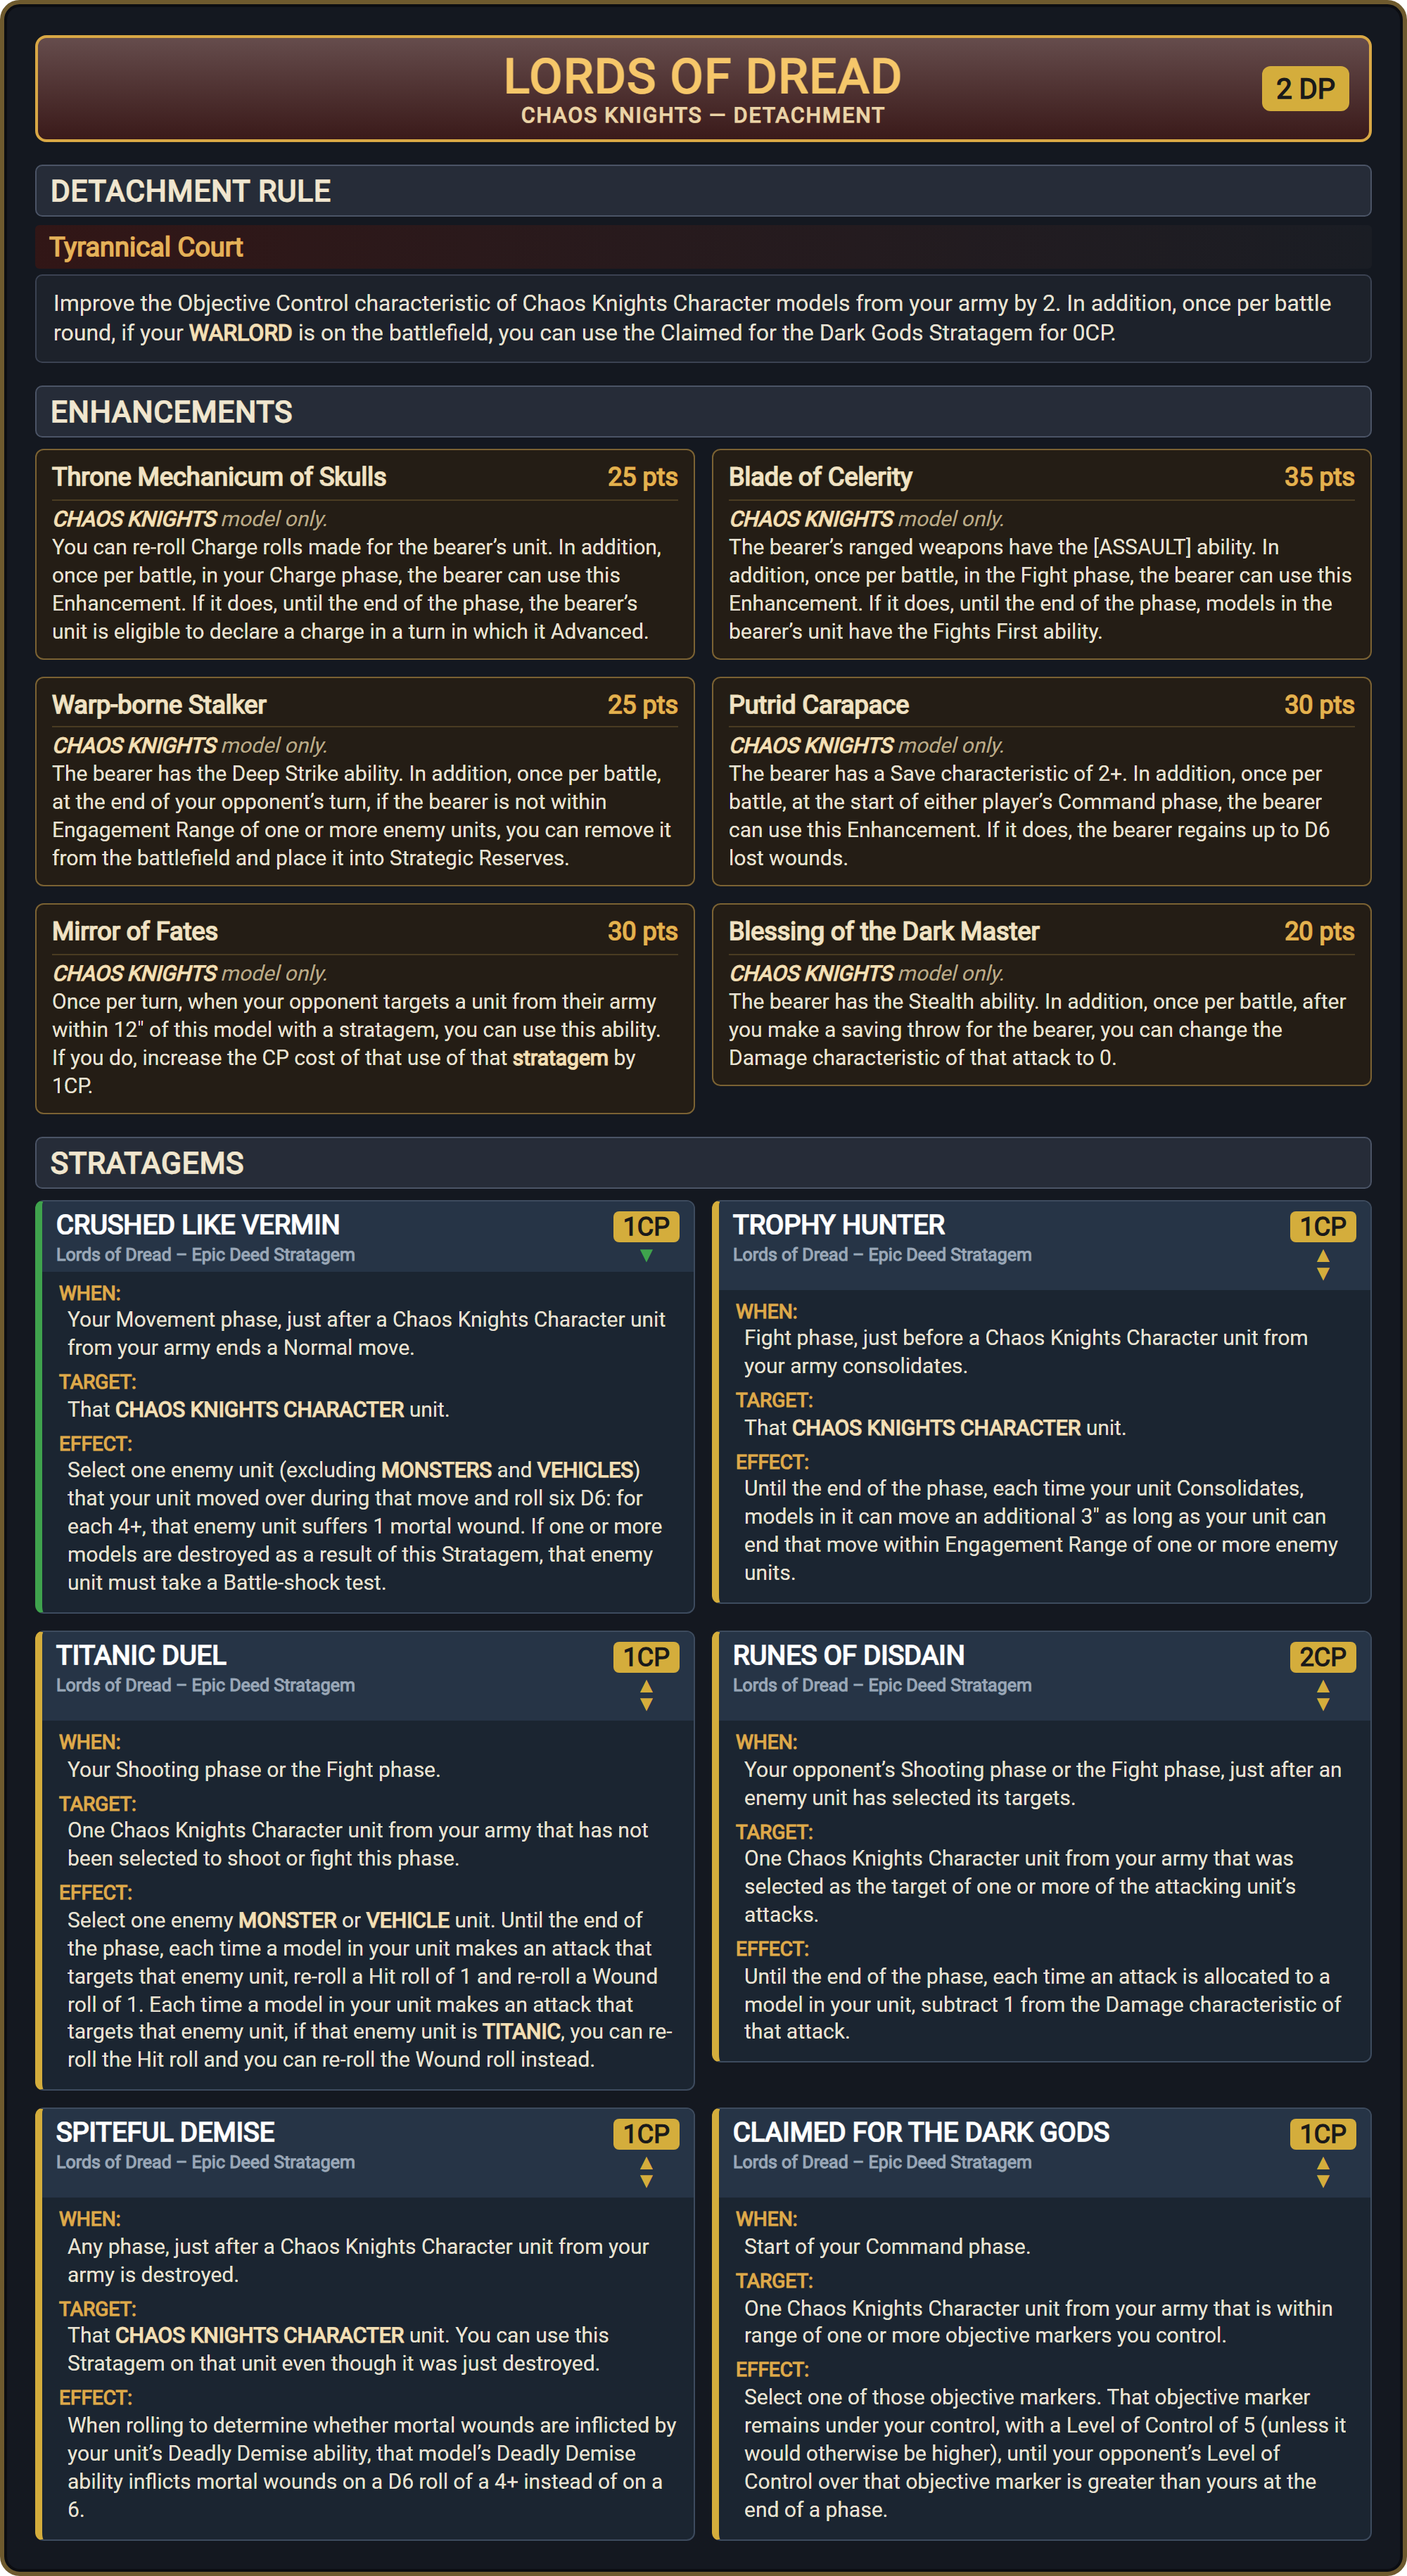 LORDS OF DREAD
CHAOS KNIGHTS — DETACHMENT
2 DP
DETACHMENT RULE
Tyrannical Court
Improve the Objective Control characteristic of Chaos Knights Character models from your army by 2. In addition, once per battle
round, if your WARLORD is on the battlefield, you can use the Claimed for the Dark Gods Stratagem for 0CP.
ENHANCEMENTS
Throne Mechanicum of Skulls 25 pts
CHAOS KNIGHTS model only.
You can re-roll Charge rolls made for the bearer’s unit. In addition,
once per battle, in your Charge phase, the bearer can use this
Enhancement. If it does, until the end of the phase, the bearer’s
unit is eligible to declare a charge in a turn in which it Advanced.
Blade of Celerity 35 pts
CHAOS KNIGHTS model only.
The bearer’s ranged weapons have the [ASSAULT] ability. In
addition, once per battle, in the Fight phase, the bearer can use this
Enhancement. If it does, until the end of the phase, models in the
bearer’s unit have the Fights First ability.
Warp-borne Stalker 25 pts
CHAOS KNIGHTS model only.
The bearer has the Deep Strike ability. In addition, once per battle,
at the end of your opponent’s turn, if the bearer is not within
Engagement Range of one or more enemy units, you can remove it
from the battlefield and place it into Strategic Reserves.
Putrid Carapace 30 pts
CHAOS KNIGHTS model only.
The bearer has a Save characteristic of 2+. In addition, once per
battle, at the start of either player’s Command phase, the bearer
can use this Enhancement. If it does, the bearer regains up to D6
lost wounds.
Mirror of Fates 30 pts
CHAOS KNIGHTS model only.
Once per turn, when your opponent targets a unit from their army
within 12" of this model with a stratagem, you can use this ability.
If you do, increase the CP cost of that use of that stratagem by
1CP.
Blessing of the Dark Master 20 pts
CHAOS KNIGHTS model only.
The bearer has the Stealth ability. In addition, once per battle, after
you make a saving throw for the bearer, you can change the
Damage characteristic of that attack to 0.
STRATAGEMS
CRUSHED LIKE VERMIN 1CP
Lords of Dread – Epic Deed Stratagem ▼
WHEN:
Your Movement phase, just after a Chaos Knights Character unit
from your army ends a Normal move.
TARGET:
That CHAOS KNIGHTS CHARACTER unit.
EFFECT:
Select one enemy unit (excluding MONSTERS and VEHICLES)
that your unit moved over during that move and roll six D6: for
each 4+, that enemy unit suffers 1 mortal wound. If one or more
models are destroyed as a result of this Stratagem, that enemy
unit must take a Battle-shock test.
TROPHY HUNTER 1CP
Lords of Dread – Epic Deed Stratagem ▲
▼
WHEN:
Fight phase, just before a Chaos Knights Character unit from
your army consolidates.
TARGET:
That CHAOS KNIGHTS CHARACTER unit.
EFFECT:
Until the end of the phase, each time your unit Consolidates,
models in it can move an additional 3" as long as your unit can
end that move within Engagement Range of one or more enemy
units.
TITANIC DUEL 1CP
Lords of Dread – Epic Deed Stratagem ▲
▼
WHEN:
Your Shooting phase or the Fight phase.
TARGET:
One Chaos Knights Character unit from your army that has not
been selected to shoot or fight this phase.
EFFECT:
Select one enemy MONSTER or VEHICLE unit. Until the end of
the phase, each time a model in your unit makes an attack that
targets that enemy unit, re-roll a Hit roll of 1 and re-roll a Wound
roll of 1. Each time a model in your unit makes an attack that
targets that enemy unit, if that enemy unit is TITANIC, you can re-
roll the Hit roll and you can re-roll the Wound roll instead.
RUNES OF DISDAIN 2CP
Lords of Dread – Epic Deed Stratagem ▲
▼
WHEN:
Your opponent’s Shooting phase or the Fight phase, just after an
enemy unit has selected its targets.
TARGET:
One Chaos Knights Character unit from your army that was
selected as the target of one or more of the attacking unit’s
attacks.
EFFECT:
Until the end of the phase, each time an attack is allocated to a
model in your unit, subtract 1 from the Damage characteristic of
that attack.
SPITEFUL DEMISE 1CP
Lords of Dread – Epic Deed Stratagem ▲
▼
WHEN:
Any phase, just after a Chaos Knights Character unit from your
army is destroyed.
TARGET:
That CHAOS KNIGHTS CHARACTER unit. You can use this
Stratagem on that unit even though it was just destroyed.
EFFECT:
When rolling to determine whether mortal wounds are inflicted by
your unit’s Deadly Demise ability, that model’s Deadly Demise
ability inflicts mortal wounds on a D6 roll of a 4+ instead of on a
6.
CLAIMED FOR THE DARK GODS 1CP
Lords of Dread – Epic Deed Stratagem ▲
▼
WHEN:
Start of your Command phase.
TARGET:
One Chaos Knights Character unit from your army that is within
range of one or more objective markers you control.
EFFECT:
Select one of those objective markers. That objective marker
remains under your control, with a Level of Control of 5 (unless it
would otherwise be higher), until your opponent’s Level of
Control over that objective marker is greater than yours at the
end of a phase.